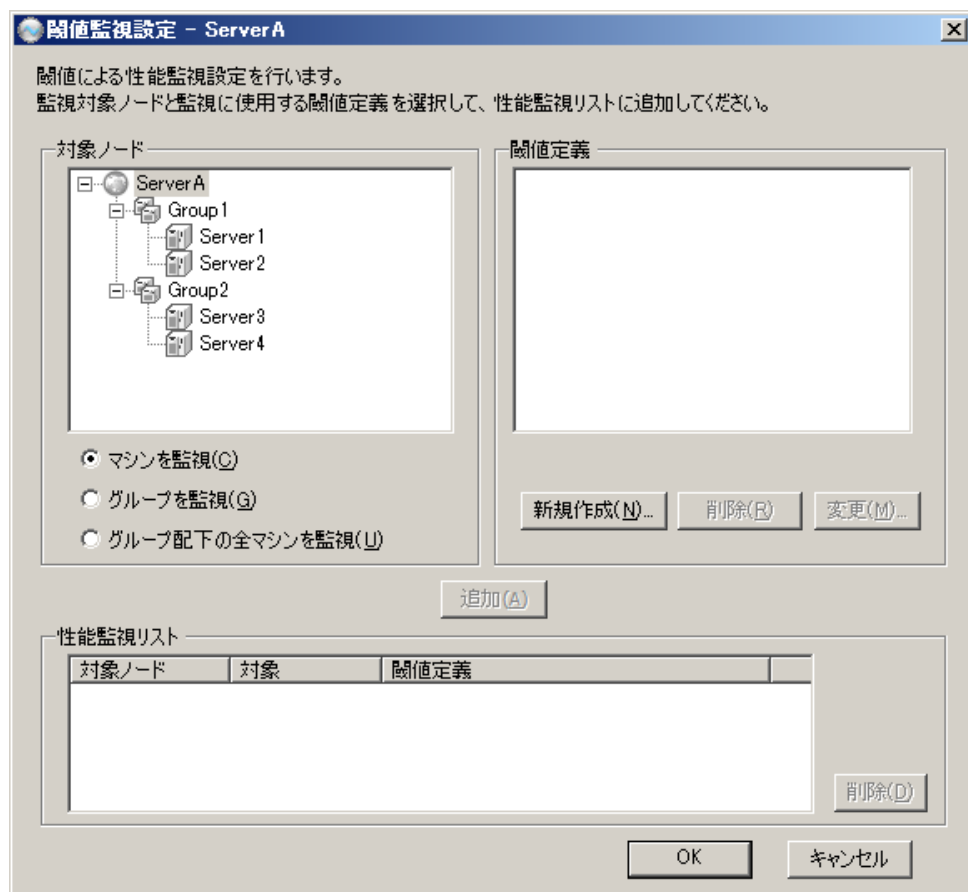 閾値監視設定 - ServerA
閾値による性能監視設定を行います。
監視対象ノードと監視に使用する閾値定義を選択して、性能監視リストに追加してください。
対象ノード
ServerA
Group1
Server1
Server2
Group2
Server3
Server4
マシンを監視(C)
グループを監視(G)
グループ配下の全マシンを監視(U)
閾値定義
新規作成(N)...
削除(R)
変更(M)...
追加(A)
性能監視リスト
対象ノード 対象 閾値定義
削除(D)
OK
キャンセル